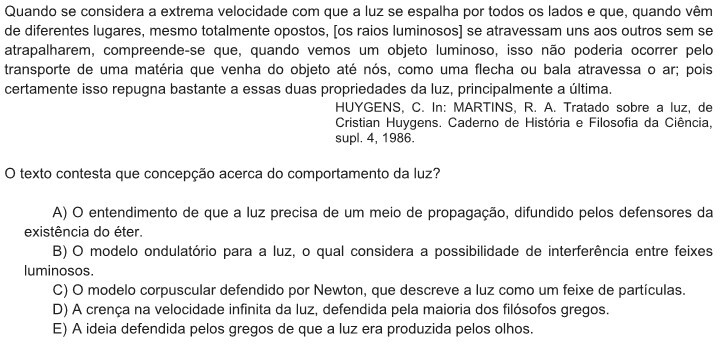 Quando se considera a extrema velocidade com que a luz se espalha por todos os lados e que, quando vêm
de diferentes lugares, mesmo totalmente opostos, [os raios luminosos] se atravessam uns aos outros sem se
atrapalharem, compreende-se que, quando vemos um objeto luminoso, isso não poderia ocorrer pelo
transporte de uma matéria que venha do objeto até nós, como uma flecha ou bala atravessa o ar; pois
certamente isso repugna bastante a essas duas propriedades da luz, principalmente a última.
HUYGENS, C. In: MARTINS, R. A. Tratado sobre a luz, de
Cristian Huygens. Caderno de História e Filosofia da Ciência,
supl. 4, 1986.
O texto contesta que concepção acerca do comportamento da luz?
A) O entendimento de que a luz precisa de um meio de propagação, difundido pelos defensores da
existência do éter.
B) O modelo ondulatório para a luz, o qual considera a possibilidade de interferência entre feixes
luminosos.
C) O modelo corpuscular defendido por Newton, que descreve a luz como um feixe de partículas.
D) A crença na velocidade infinita da luz, defendida pela maioria dos filósofos gregos.
E) A ideia defendida pelos gregos de que a luz era produzida pelos olhos.